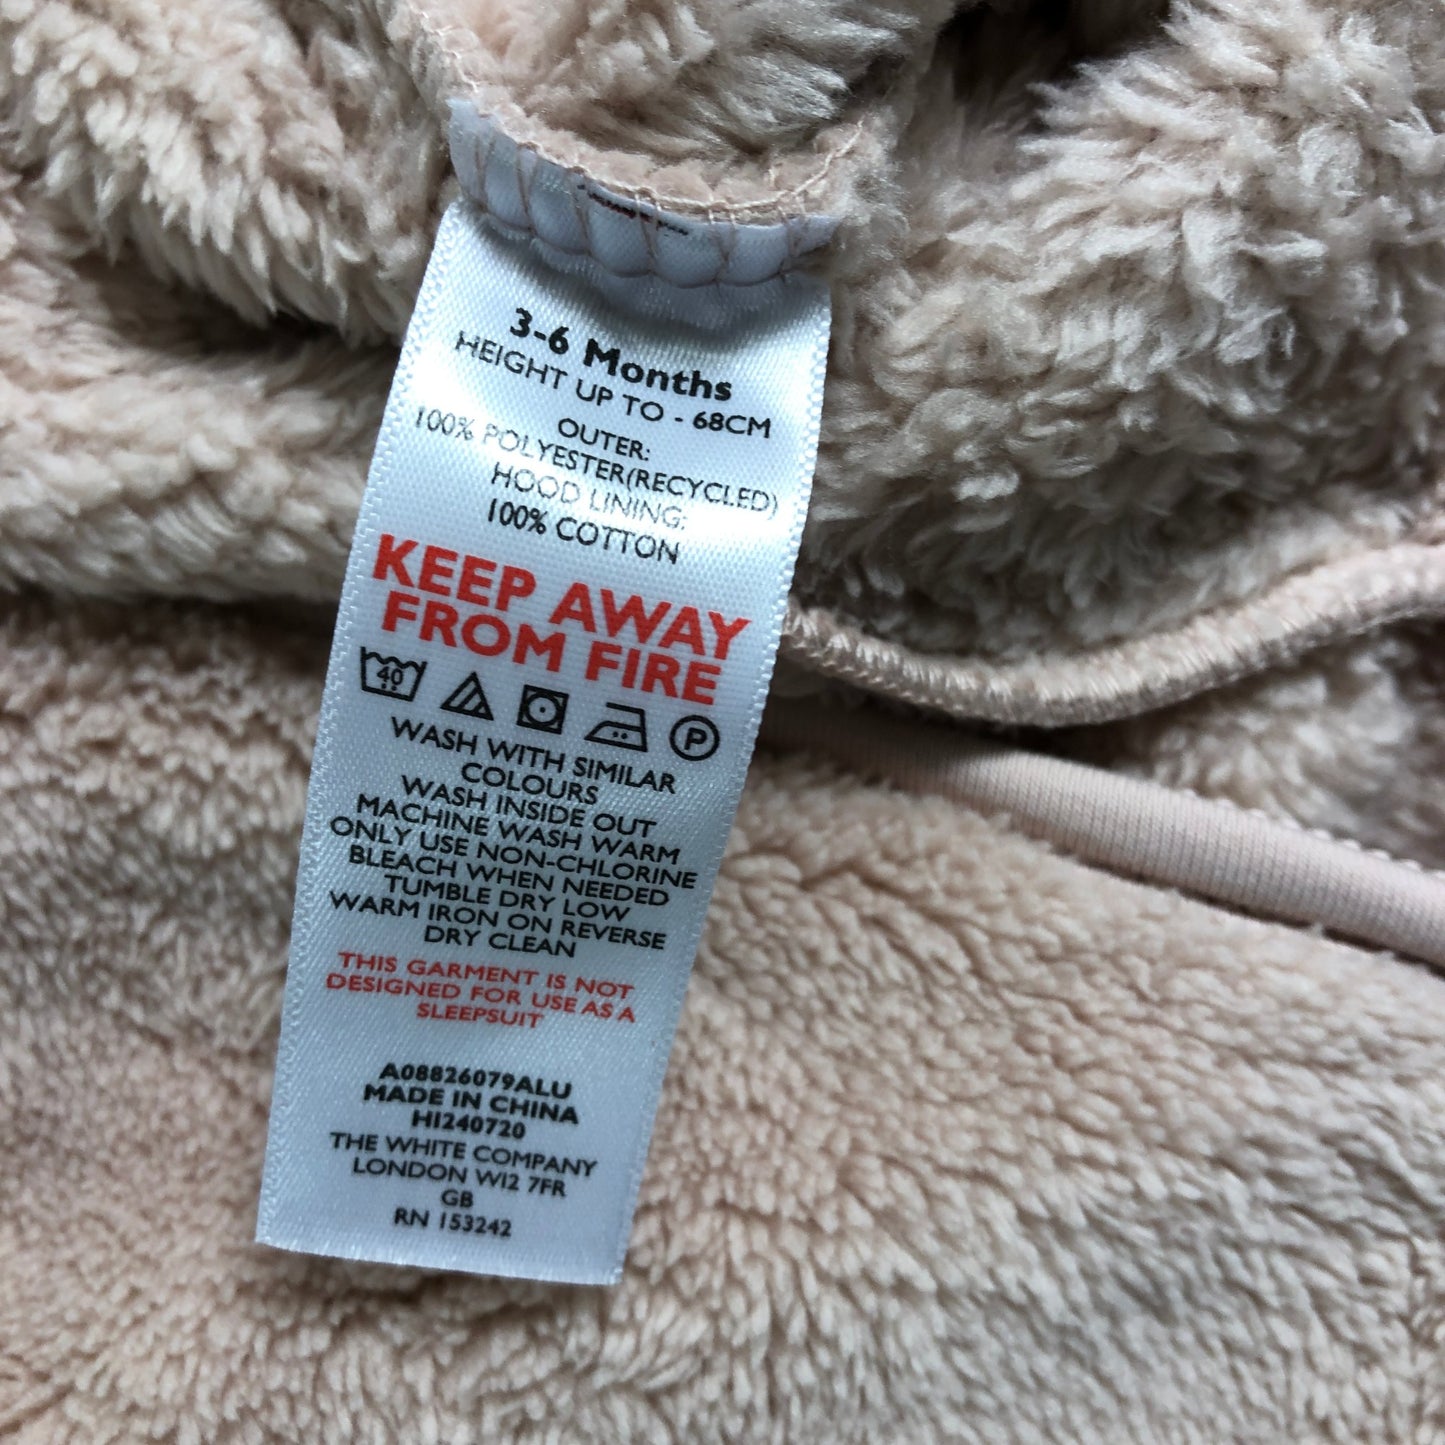 3-6 Months
HEIGHT UP TO - 68CM
OUTER:
100% POLYESTER(RECYCLED)
HOOD LINING:
100% COTTON
KEEP AWAY
FROM FIRE
40
P
WASH WITH SIMILAR
COLOURS
WASH INSIDE OUT
MACHINE WASH WARM
ONLY USE NON-CHLORINE
BLEACH WHEN NEEDED
TUMBLE DRY LOW
WARM IRON ON REVERSE
DRY CLEAN
THIS GARMENT IS NOT
DESIGNED FOR USE AS A
SLEEPSUIT
A08826079ALU
MADE IN CHINA
HI240720
THE WHITE COMPANY
LONDON W12 7FR
GB
RN 153242